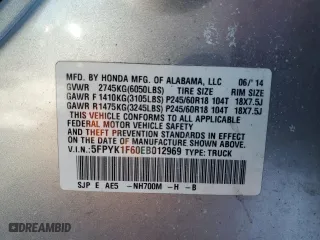 MFD. BY HONDA MFG. OF ALABAMA, LLC 06/'14
GVWR 2745KG(6050LBS) TIRE SIZE RIM SIZE
GAWR F 1410KG(3105LBS) P245/60R18 104T 18X7.5J
GAWR R1475KG(3245LBS) P245/60R18 104T 18X7.5J
THIS VEHICLE CONFORMS TO ALL APPLICABLE
FEDERAL MOTOR VEHICLE SAFETY AND THEFT
PREVENTION STANDARDS IN EFFECT ON THE DATE
OF MANUFACTURE SHOWN ABOVE.
V.I.N.:5FPYK1F60EB012969 TYPE:TRUCK
SJP E AE5 -NH700M -H -B